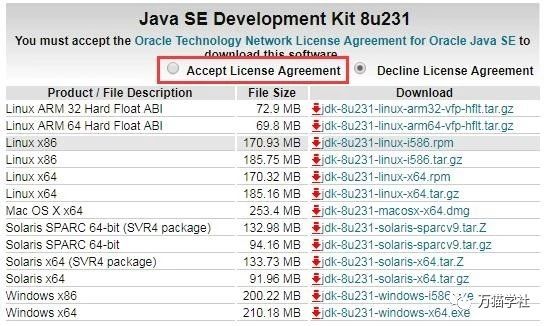 Java SE Development Kit 8u231
You must accept the Oracle Technology Network License Agreement for Oracle Java SE to
download this software.
Accept License Agreement Decline License Agreement
Product / File Description File Size Download
Linux ARM 32 Hard Float ABI 72.9 MB jdk-8u231-linux-arm32-vfp-hflt.tar.gz
Linux ARM 64 Hard Float ABI 69.8 MB jdk-8u231-linux-arm64-vfp-hflt.tar.gz
Linux x86 170.93 MB jdk-8u231-linux-i586.rpm
Linux x86 185.75 MB jdk-8u231-linux-i586.tar.gz
Linux x64 170.32 MB jdk-8u231-linux-x64.rpm
Linux x64 185.16 MB jdk-8u231-linux-x64.tar.gz
Mac OS X x64 253.4 MB jdk-8u231-macosx-x64.dmg
Solaris SPARC 64-bit (SVR4 package) 132.98 MB jdk-8u231-solaris-sparcv9.tar.Z
Solaris SPARC 64-bit 94.16 MB jdk-8u231-solaris-sparcv9.tar.gz
Solaris x64 (SVR4 package) 133.73 MB jdk-8u231-solaris-x64.tar.Z
Solaris x64 91.96 MB jdk-8u231-solaris-x64.tar.gz
Windows x86 200.22 MB jdk-8u231-windows-i586.exe
Windows x64 210.18 MB jdk-8u231-windows-x64.exe
万猫学社